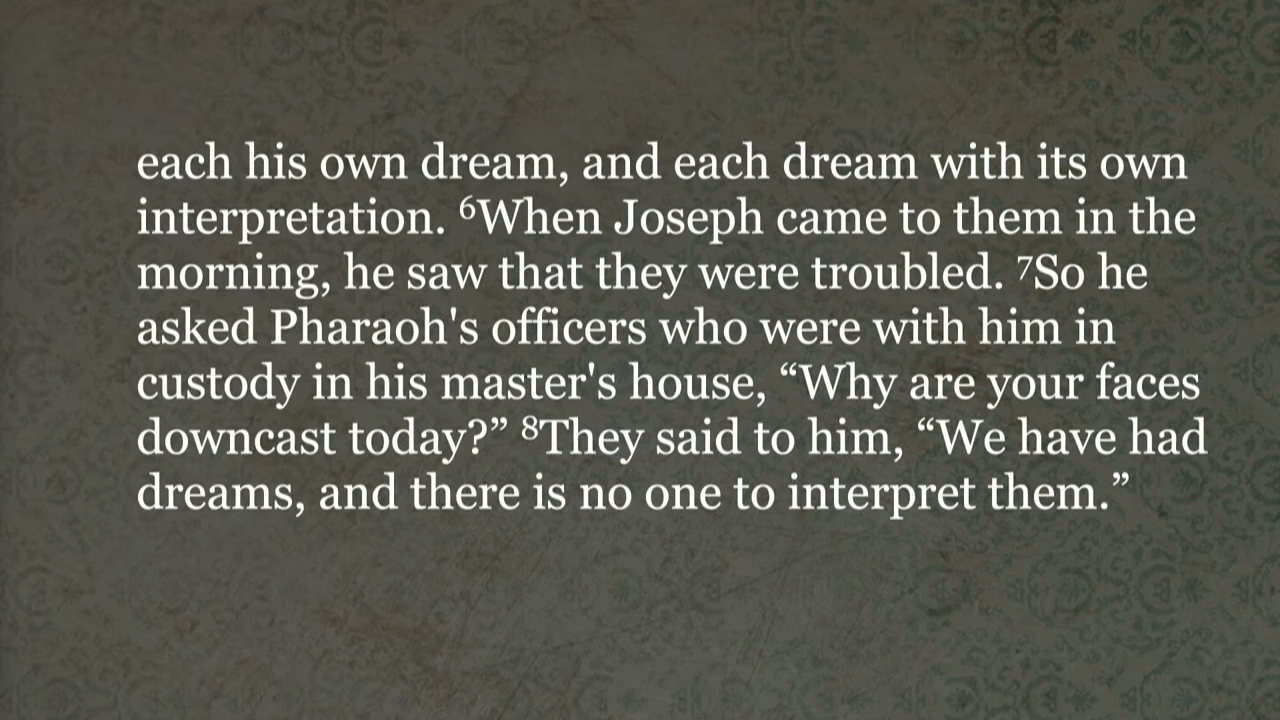 each his own dream, and each dream with its own
interpretation. ⁶When Joseph came to them in the
morning, he saw that they were troubled. ⁷So he
asked Pharaoh's officers who were with him in
custody in his master's house, “Why are your faces
downcast today?” ⁸They said to him, “We have had
dreams, and there is no one to interpret them.”